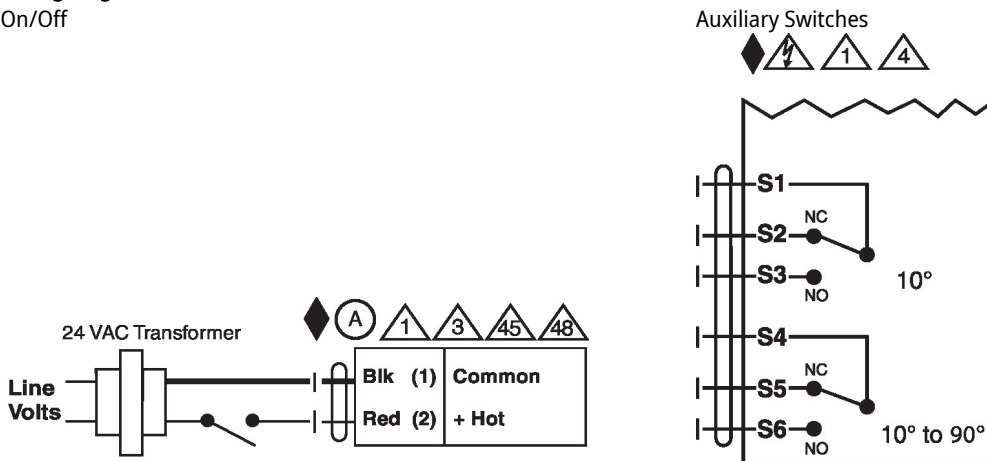 On/Off
24 VAC Transformer
Line
Volts
A 1 3 45 48
Blk (1) Common
Red (2) + Hot
Auxiliary Switches
1 4
S1
NC
S2
S3
NO
10°
S4
NC
S5
S6
NO
10° to 90°